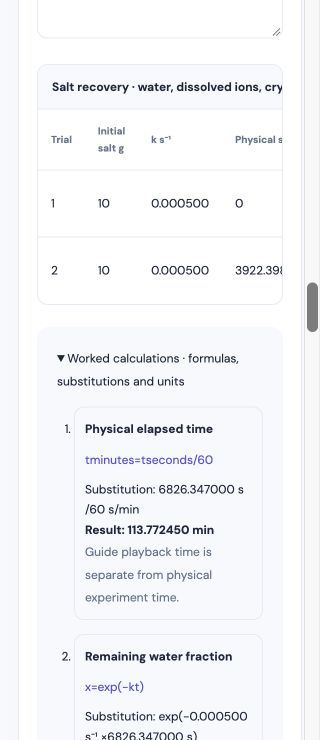 Salt recovery · water, dissolved ions, cry
Trial Initial salt g k s⁻¹ Physical s
1 10 0.000500 0
2 10 0.000500 3922.398
▼ Worked calculations · formulas,
substitutions and units
1. Physical elapsed time
tminutes=tseconds/60
Substitution: 6826.347000 s
/60 s/min
Result: 113.772450 min
Guide playback time is
separate from physical
experiment time.
2. Remaining water fraction
x=exp(-kt)
Substitution: exp(-0.000500
s⁻¹ ×6826.347000 s)